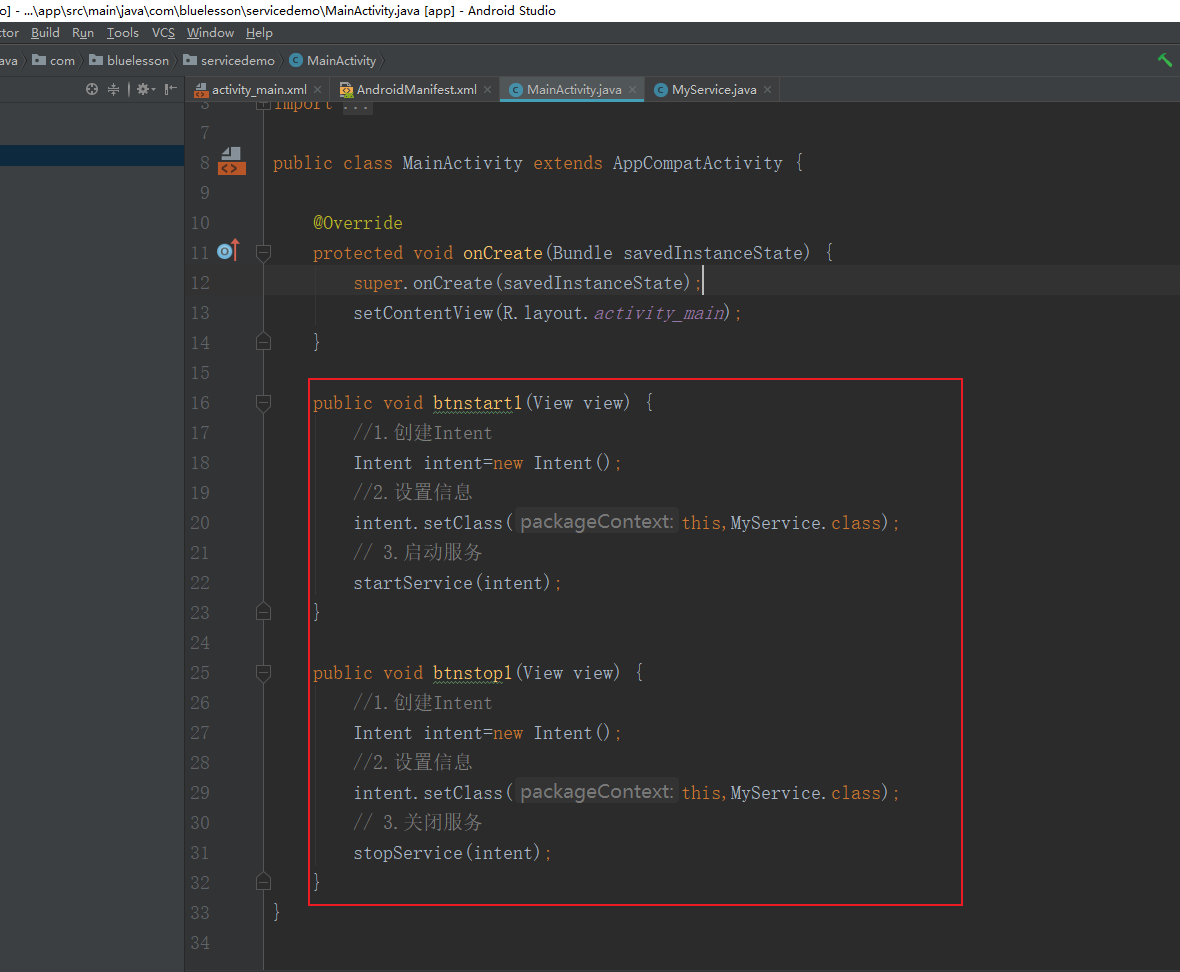 o] - ...\app\src\main\java\com\bluelesson\servicedemo\MainActivity.java [app] - Android Studio
ctor Build Run Tools VCS Window Help
ava com bluelesson servicedemo MainActivity
activity_main.xml AndroidManifest.xml MainActivity.java MyService.java
3 import ...
7
8 public class MainActivity extends AppCompatActivity {
9
10 @Override
11 protected void onCreate(Bundle savedInstanceState) {
12 super.onCreate(savedInstanceState);
13 setContentView(R.layout.activity_main);
14 }
15
16 public void btnstart1(View view) {
17 //1.创建Intent
18 Intent intent=new Intent();
19 //2.设置信息
20 intent.setClass( packageContext: this,MyService.class);
21 // 3.启动服务
22 startService(intent);
23 }
24
25 public void btnstop1(View view) {
26 //1.创建Intent
27 Intent intent=new Intent();
28 //2.设置信息
29 intent.setClass( packageContext: this,MyService.class);
30 // 3.关闭服务
31 stopService(intent);
32 }
33 }
34